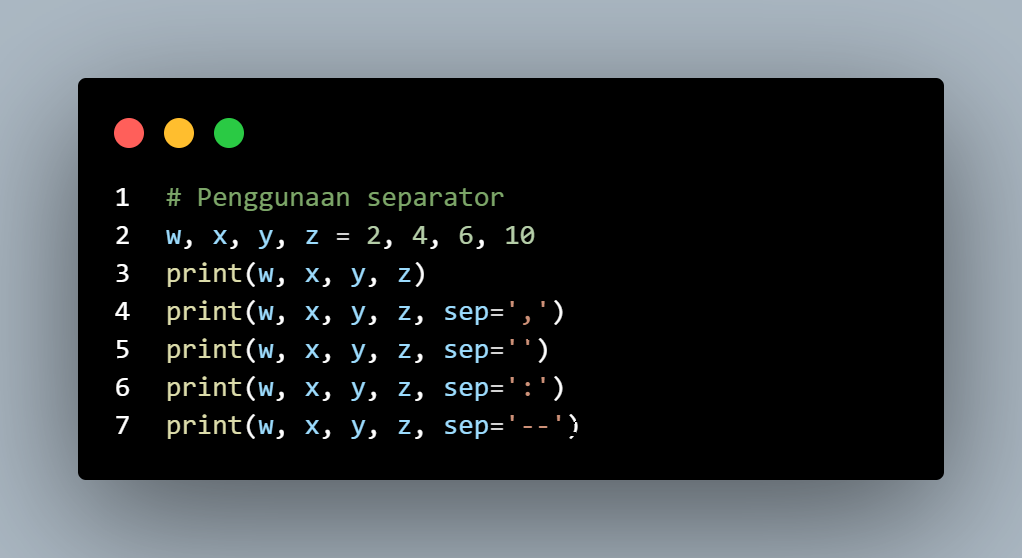 1 # Penggunaan separator
2 w, x, y, z = 2, 4, 6, 10
3 print(w, x, y, z)
4 print(w, x, y, z, sep=',')
5 print(w, x, y, z, sep='')
6 print(w, x, y, z, sep=':')
7 print(w, x, y, z, sep='--')